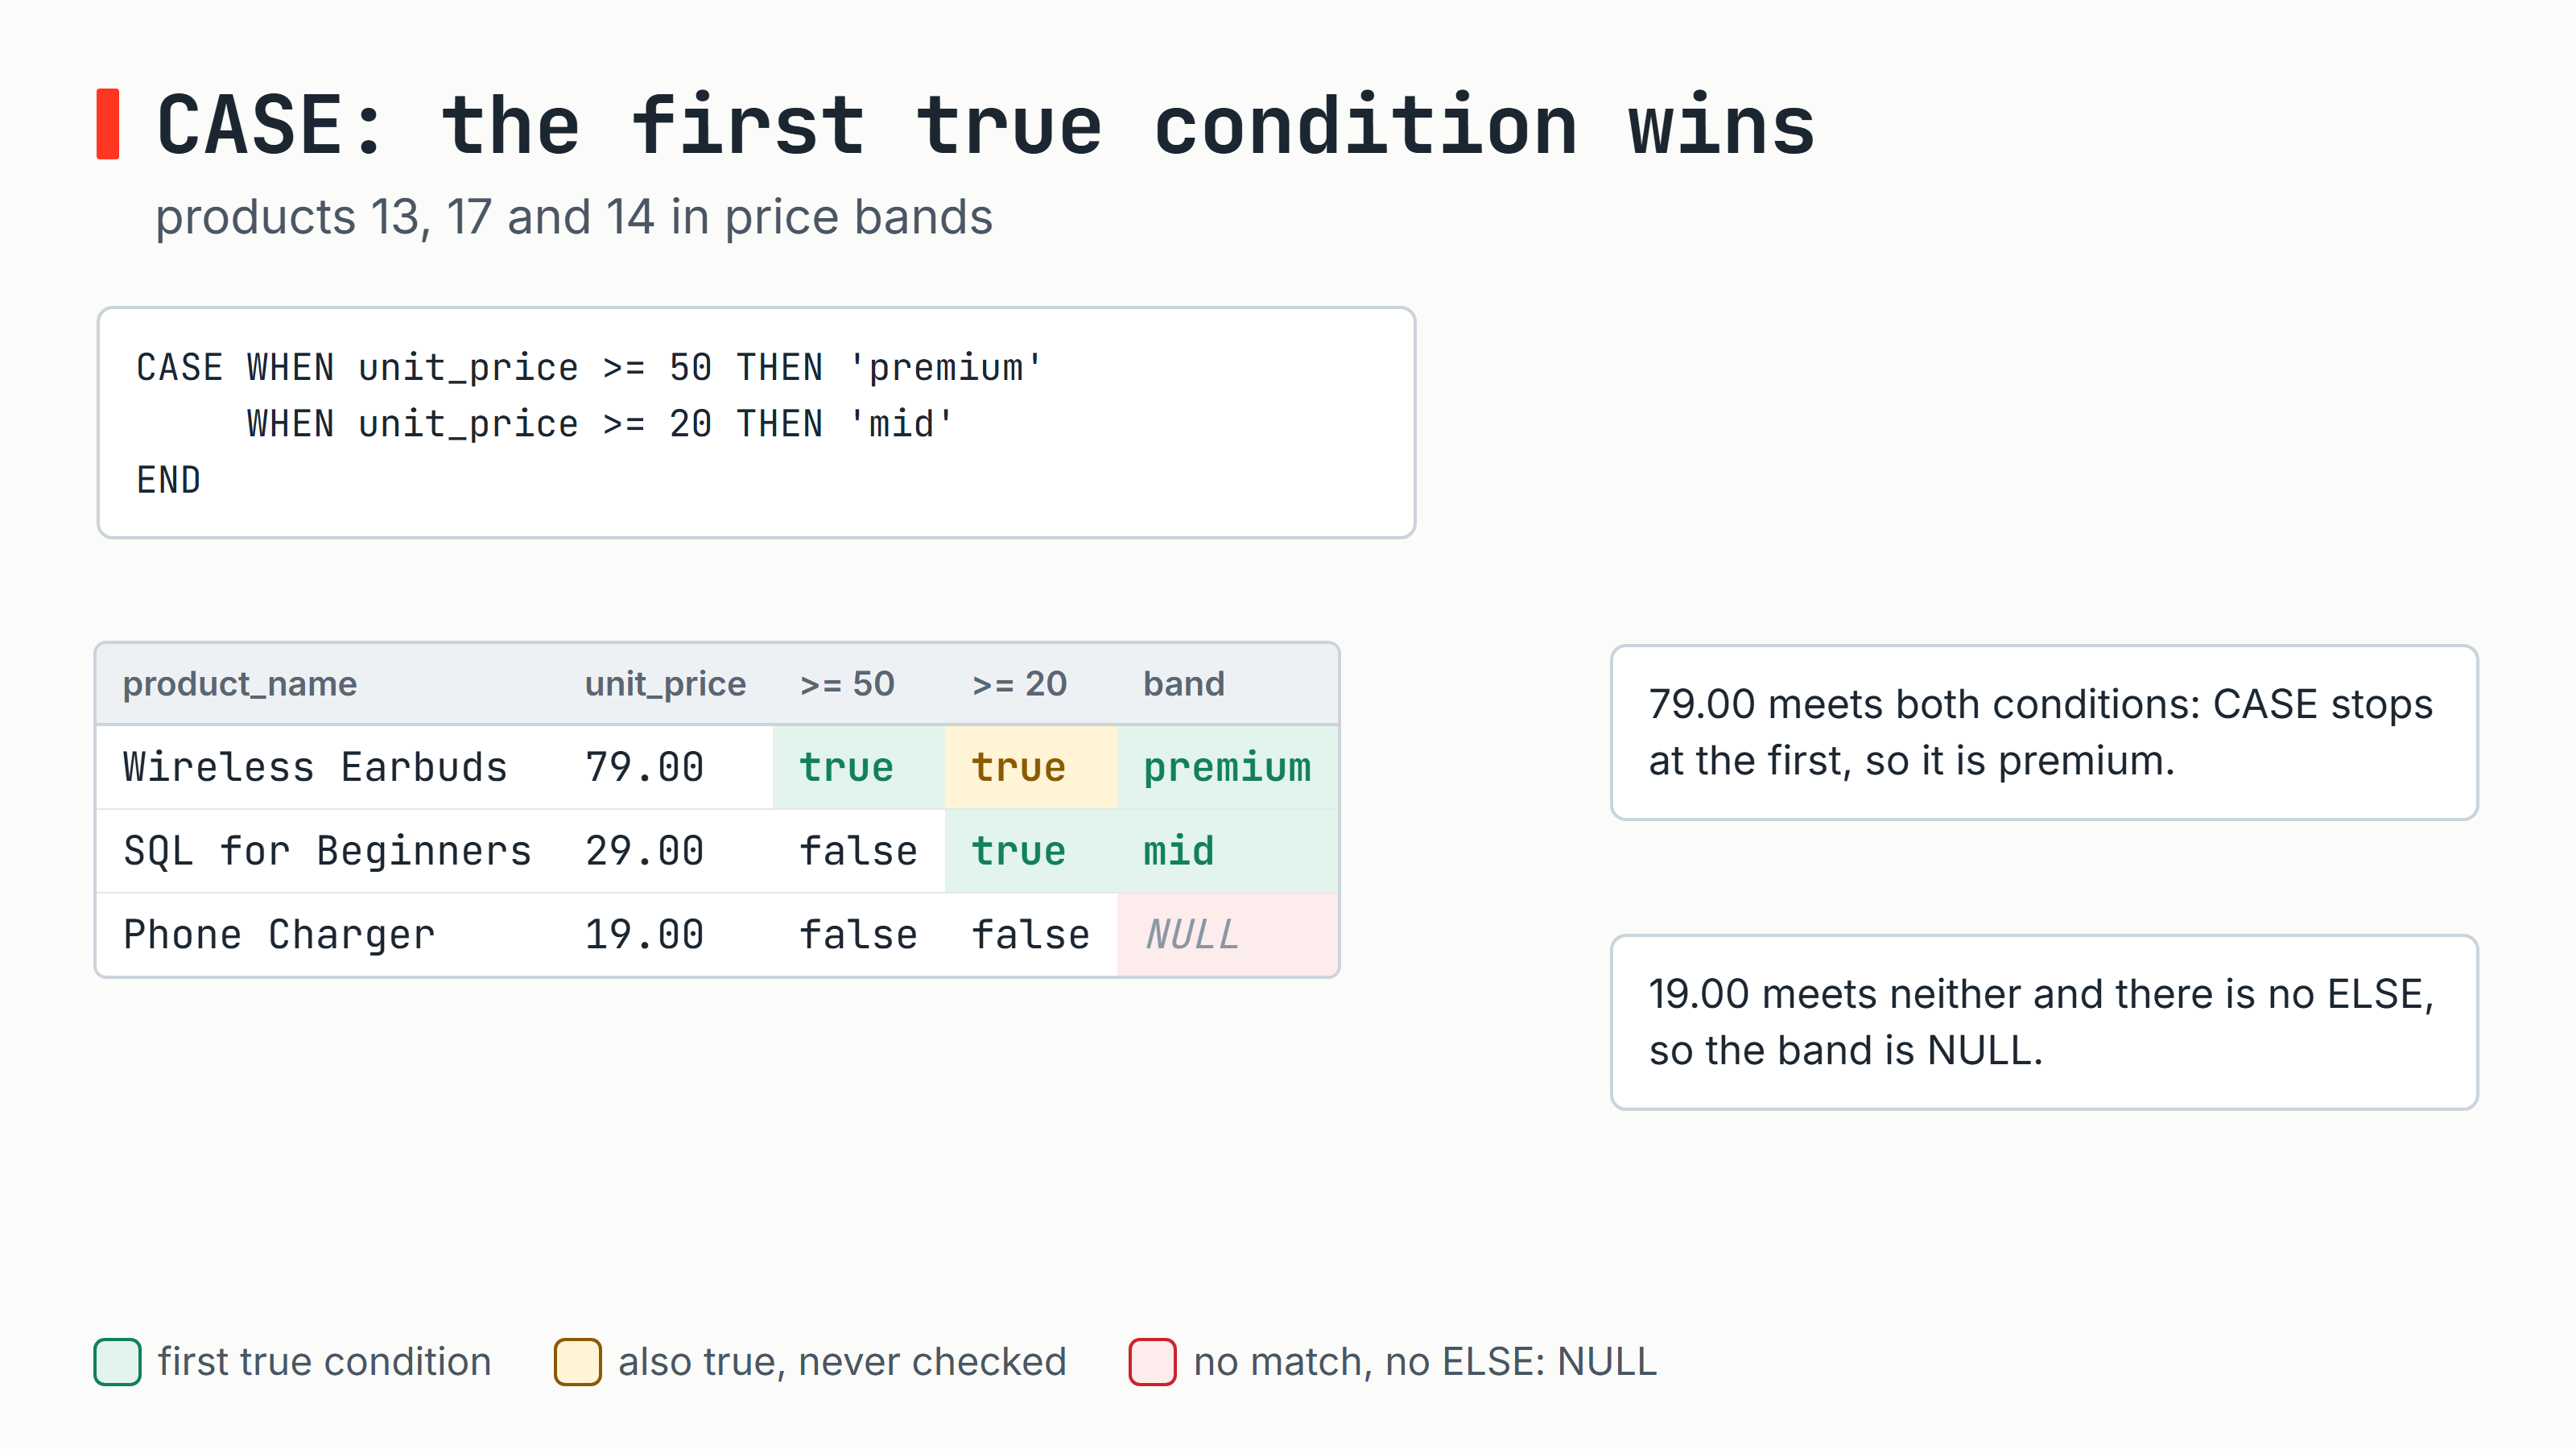 CASE: the first true condition wins
products 13, 17 and 14 in price bands
CASE WHEN unit_price >= 50 THEN 'premium'
WHEN unit_price >= 20 THEN 'mid'
END
product_name unit_price >= 50 >= 20 band
Wireless Earbuds 79.00 true true premium
SQL for Beginners 29.00 false true mid
Phone Charger 19.00 false false NULL
79.00 meets both conditions: CASE stops
at the first, so it is premium.
19.00 meets neither and there is no ELSE,
so the band is NULL.
first true condition also true, never checked no match, no ELSE: NULL